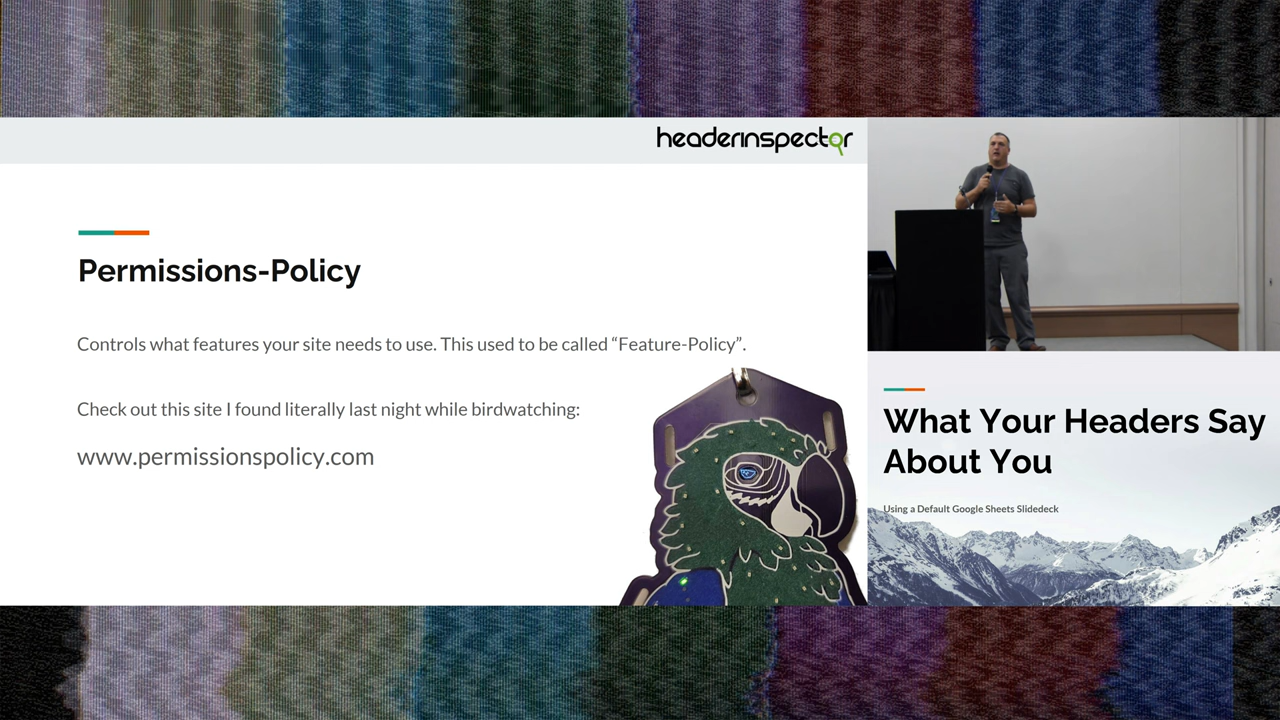 headerinspector
Permissions-Policy
Controls what features your site needs to use. This used to be called “Feature-Policy”.
Check out this site I found literally last night while birdwatching:
www.permissionspolicy.com
What Your Headers Say
About You
Using a Default Google Sheets Slidedeck